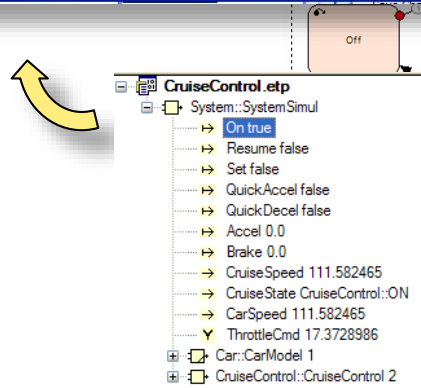 Off
CruiseControl.etp
System::SystemSimul
On true
Resume false
Set false
QuickAccel false
QuickDecel false
Accel 0.0
Brake 0.0
CruiseSpeed 111.582465
CruiseState CruiseControl::ON
CarSpeed 111.582465
ThrottleCmd 17.3728986
Car::CarModel 1
CruiseControl::CruiseControl 2